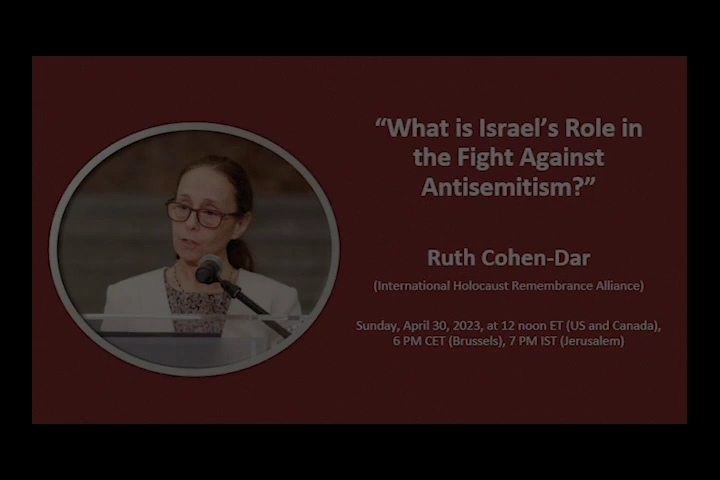 “What is Israel’s Role in
the Fight Against
Antisemitism?”
Ruth Cohen-Dar
(International Holocaust Remembrance Alliance)
Sunday, April 30, 2023, at 12 noon ET (US and Canada),
6 PM CET (Brussels), 7 PM IST (Jerusalem)